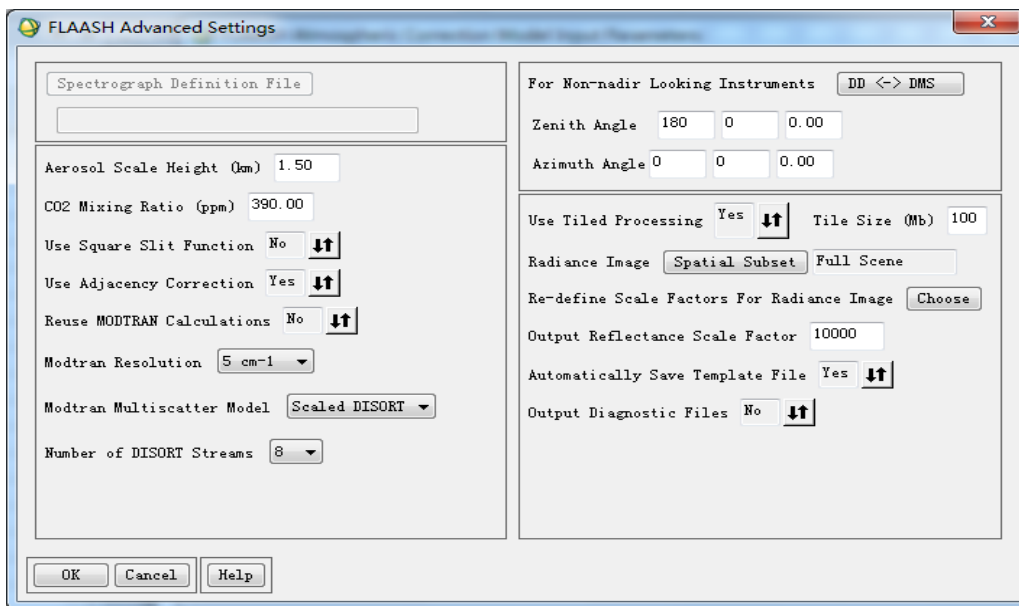 FLAASH Advanced Settings
Spectrograph Definition File
Aerosol Scale Height (km) 1.50
CO2 Mixing Ratio (ppm) 390.00
Use Square Slit Function No
Use Adjacency Correction Yes
Reuse MODTRAN Calculations No
Modtran Resolution 5 cm-1
Modtran Multiscatter Model Scaled DISORT
Number of DISORT Streams 8
For Non-nadir Looking Instruments DD <-> DMS
Zenith Angle 180 0 0.00
Azimuth Angle 0 0 0.00
Use Tiled Processing Yes Tile Size (Mb) 100
Radiance Image Spatial Subset Full Scene
Re-define Scale Factors For Radiance Image Choose
Output Reflectance Scale Factor 10000
Automatically Save Template File Yes
Output Diagnostic Files No
OK Cancel Help